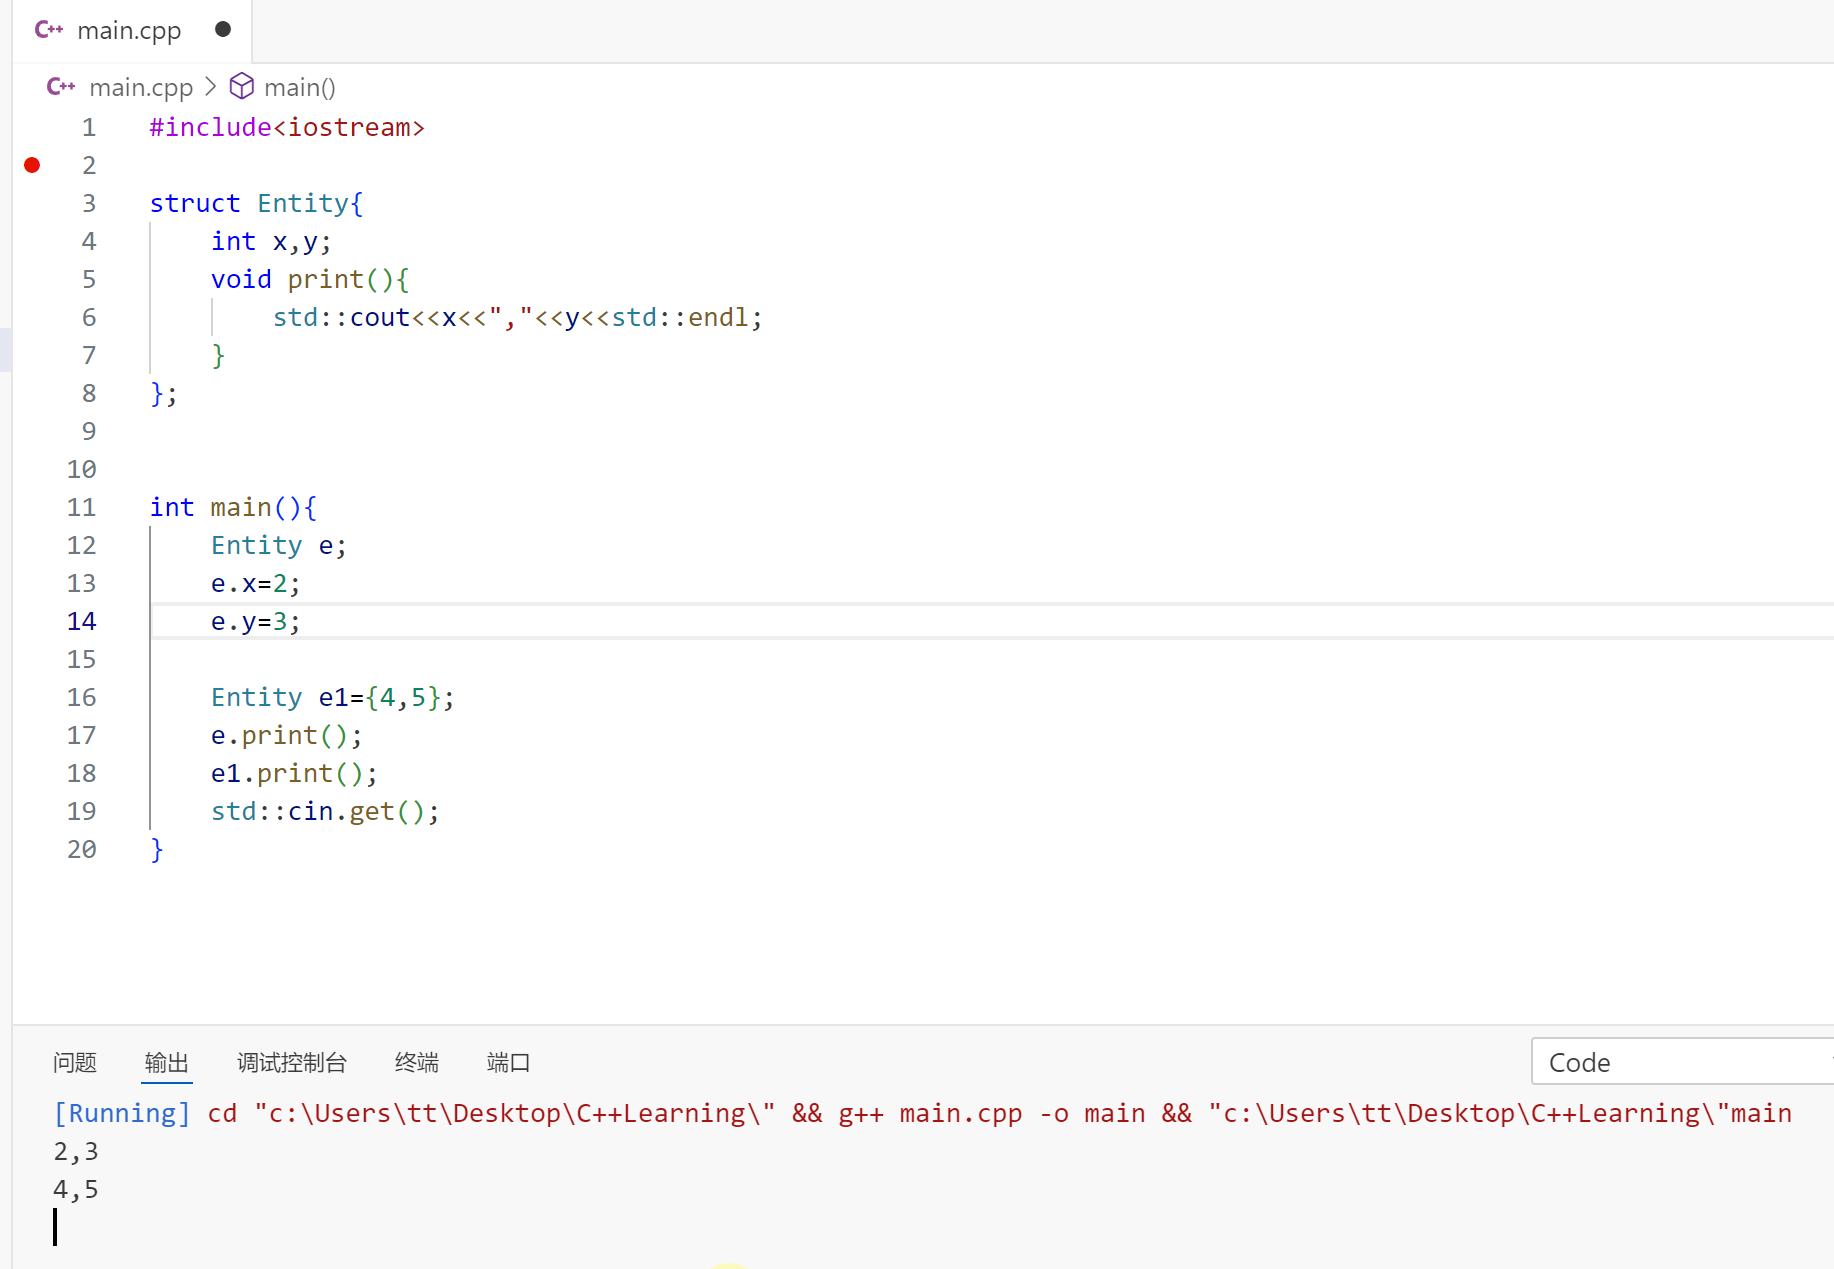 C++ main.cpp
C++ main.cpp > main()
1 #include<iostream>
2
3 struct Entity{
4     int x,y;
5     void print(){
6         std::cout<<x<<","<<y<<std::endl;
7     }
8 };
9
10
11 int main(){
12     Entity e;
13     e.x=2;
14     e.y=3;
15
16     Entity e1={4,5};
17     e.print();
18     e1.print();
19     std::cin.get();
20 }
问题 输出 调试控制台 终端 端口 Code
[Running] cd "c:\Users\tt\Desktop\C++Learning\" && g++ main.cpp -o main && "c:\Users\tt\Desktop\C++Learning\"main
2,3
4,5